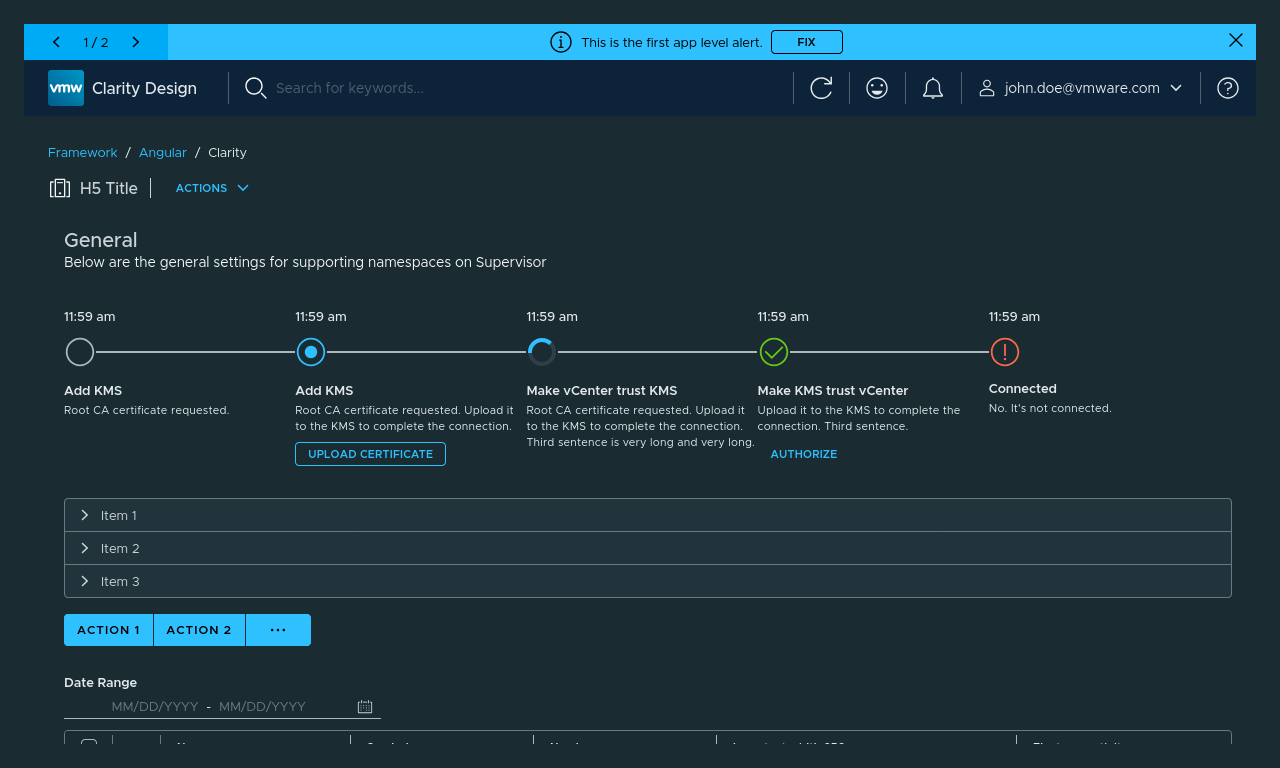 1 / 2
This is the first app level alert.
FIX
vmw
Clarity Design
Search for keywords...
john.doe@vmware.com
Framework / Angular / Clarity
H5 Title
ACTIONS
General
Below are the general settings for supporting namespaces on Supervisor
11:59 am
Add KMS
Root CA certificate requested.
11:59 am
Add KMS
Root CA certificate requested. Upload it
to the KMS to complete the connection.
UPLOAD CERTIFICATE
11:59 am
Make vCenter trust KMS
Root CA certificate requested. Upload it
to the KMS to complete the connection.
Third sentence is very long and very long.
11:59 am
Make KMS trust vCenter
Upload it to the KMS to complete the
connection. Third sentence.
AUTHORIZE
11:59 am
Connected
No. It's not connected.
Item 1
Item 2
Item 3
ACTION 1
ACTION 2
Date Range
MM/DD/YYYY - MM/DD/YYYY